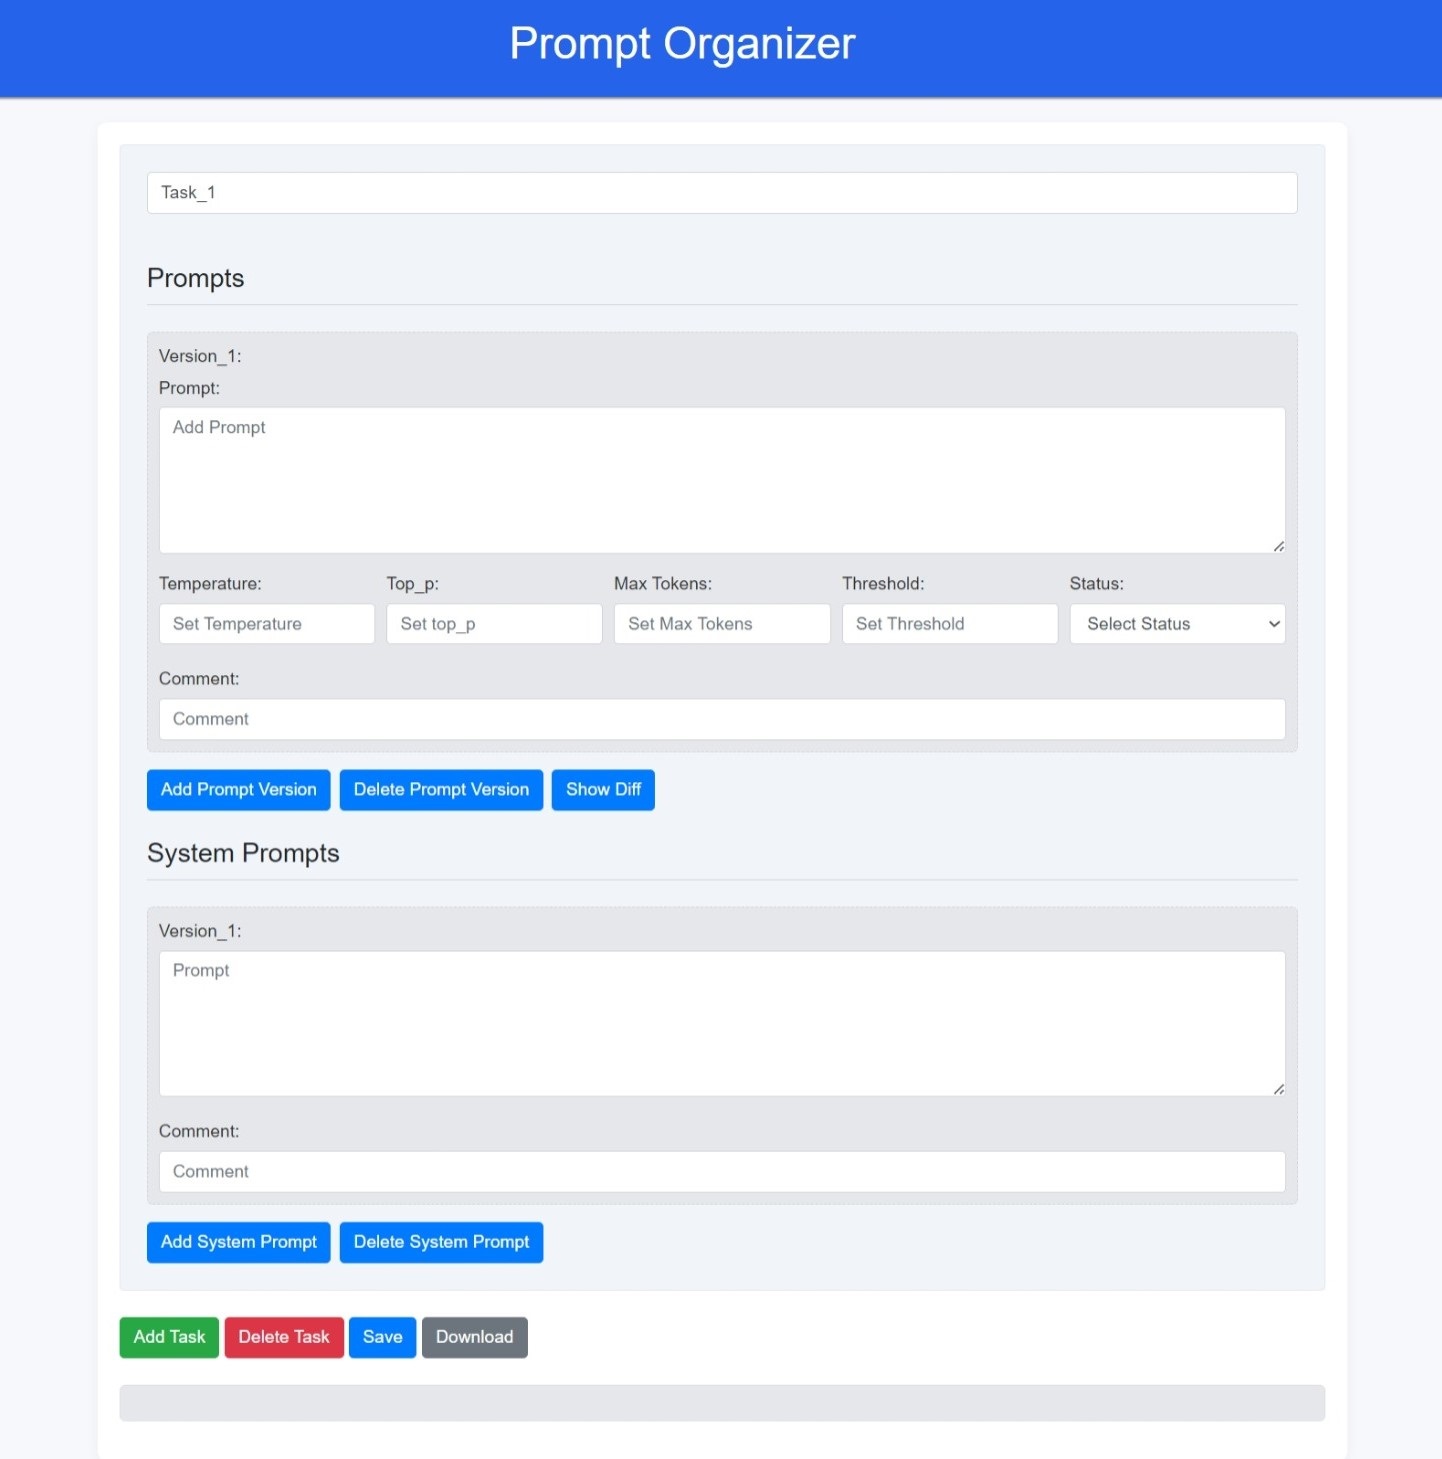 Prompt Organizer
Task_1
Prompts
Version_1:
Prompt:
Add Prompt
Temperature: Top_p: Max Tokens: Threshold: Status:
Set Temperature Set top_p Set Max Tokens Set Threshold Select Status
Comment:
Comment
Add Prompt Version Delete Prompt Version Show Diff
System Prompts
Version_1:
Prompt
Comment:
Comment
Add System Prompt Delete System Prompt
Add Task Delete Task Save Download